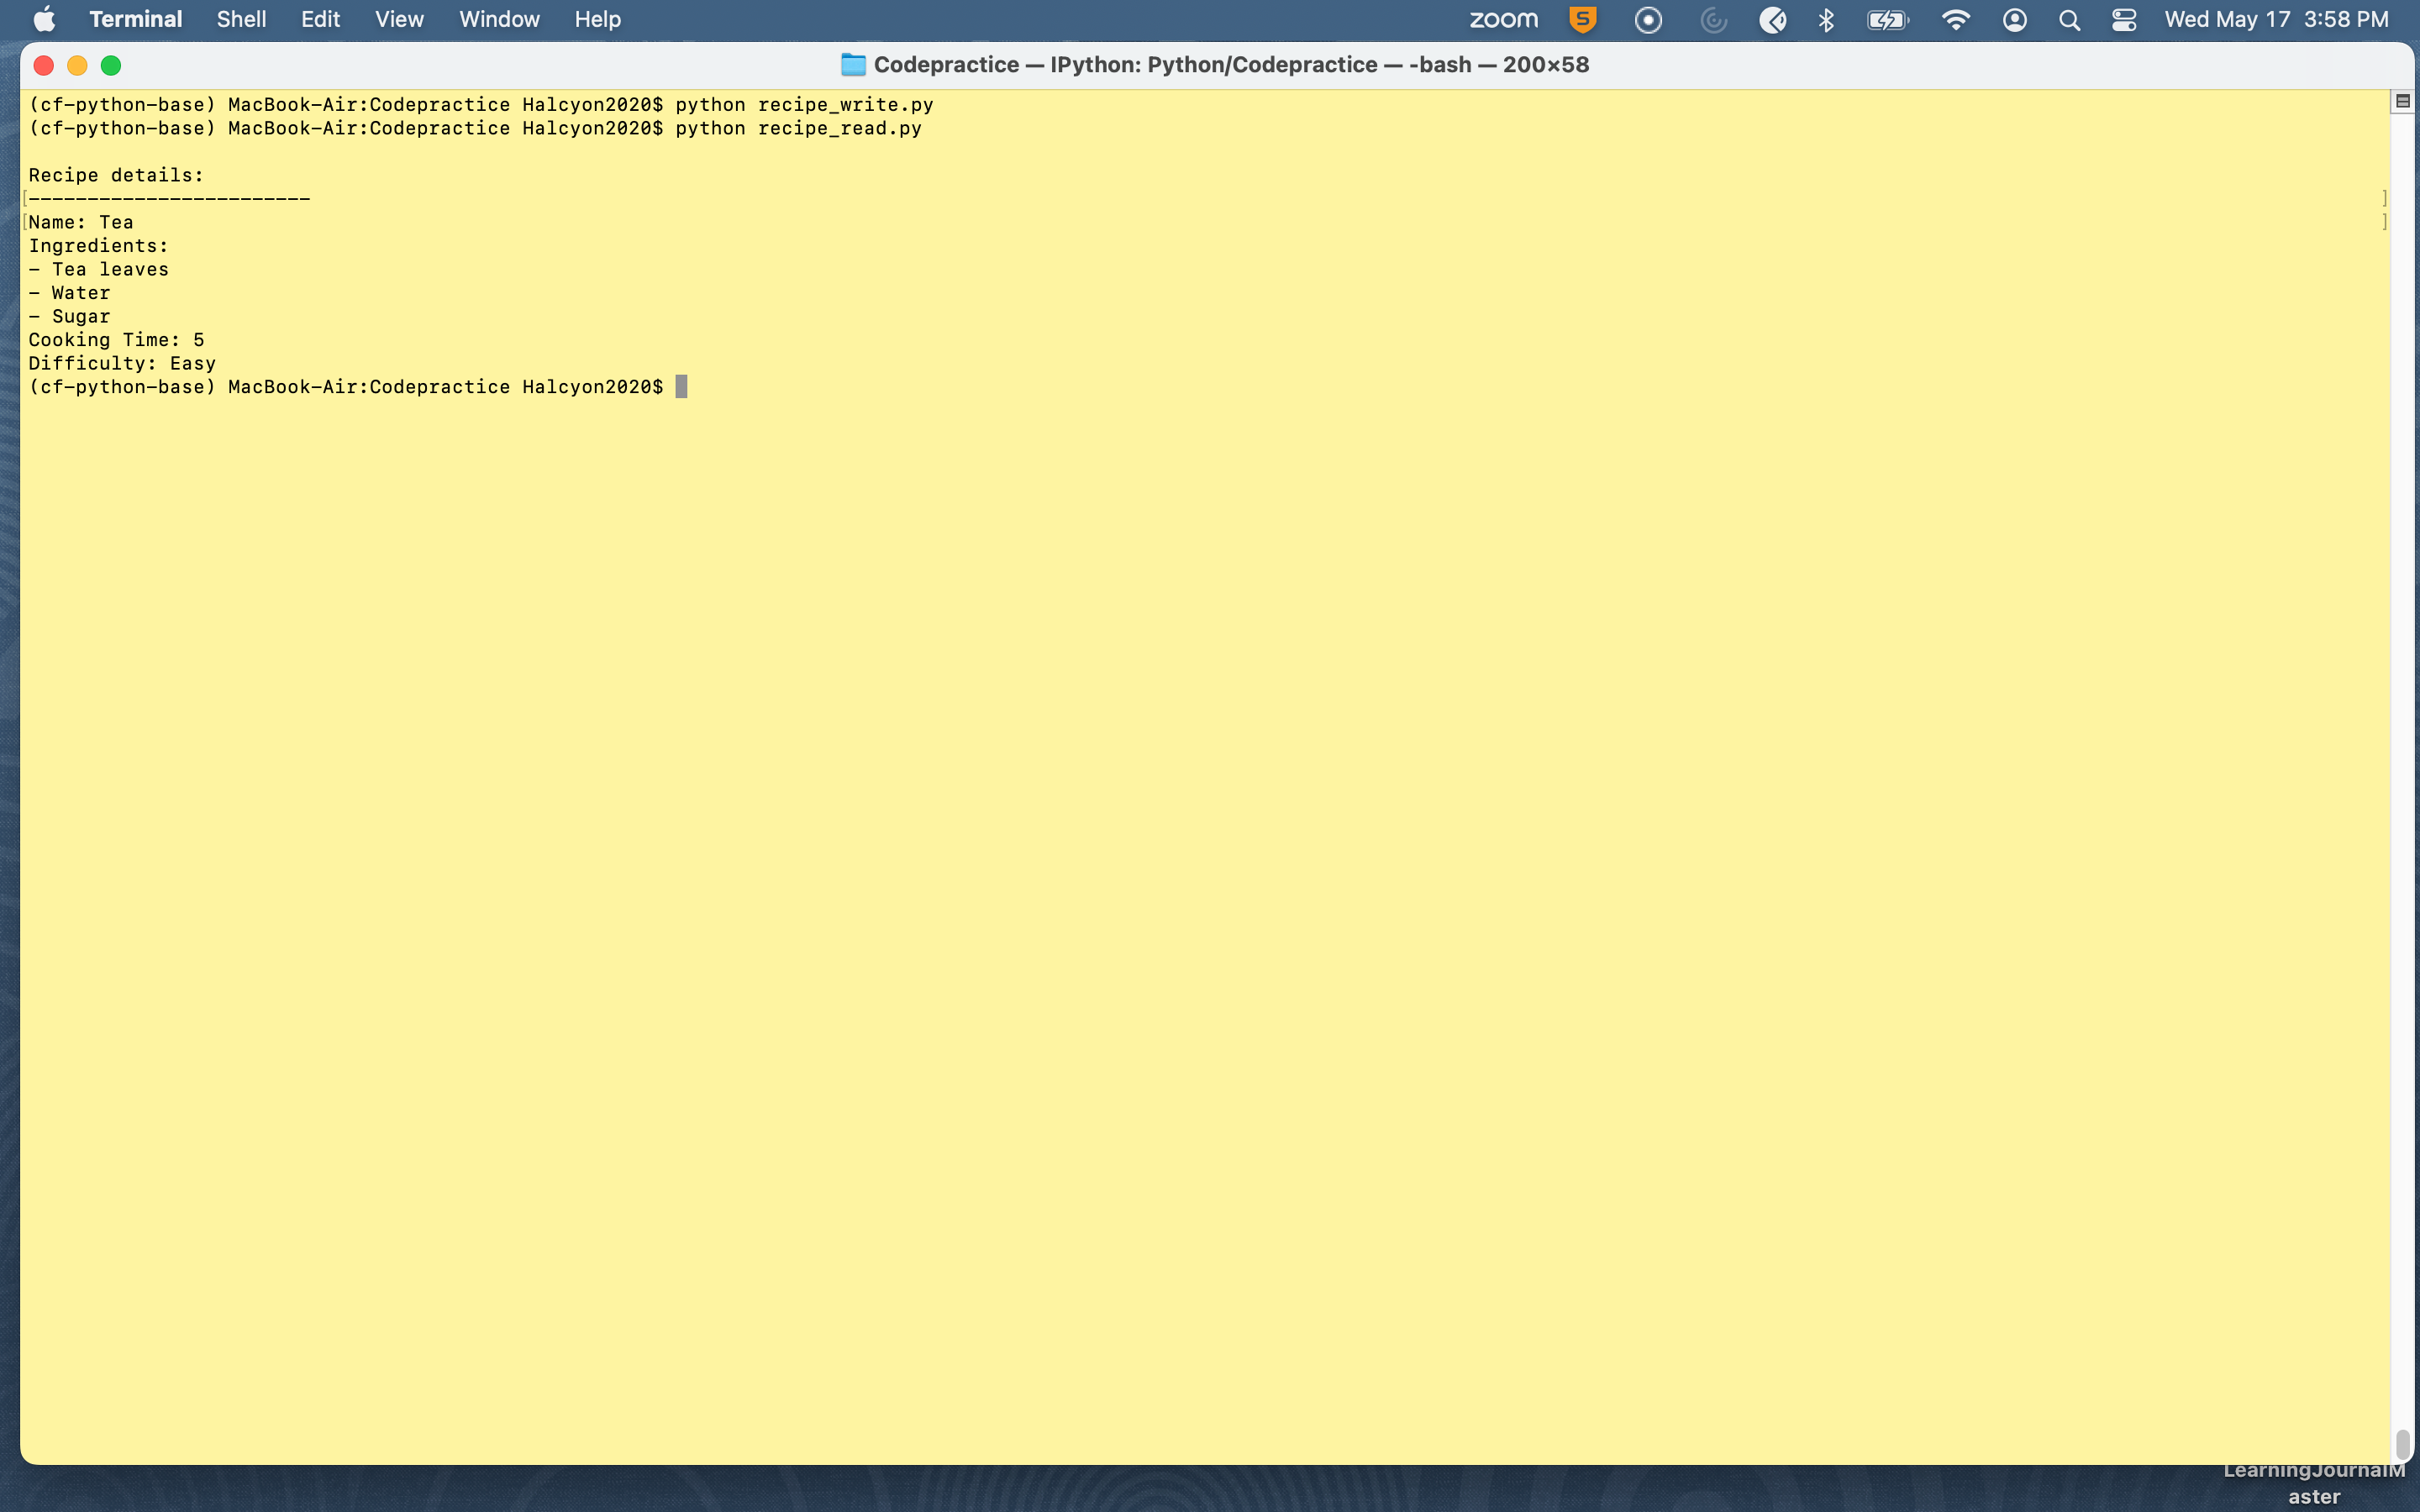 Terminal Shell Edit View Window Help zoom S Wed May 17 3:58 PM
Codepractice — IPython: Python/Codepractice — -bash — 200×58
(cf-python-base) MacBook-Air:Codepractice Halcyon2020$ python recipe_write.py
(cf-python-base) MacBook-Air:Codepractice Halcyon2020$ python recipe_read.py
Recipe details:
[------------------------ ]
[Name: Tea ]
Ingredients:
- Tea leaves
- Water
- Sugar
Cooking Time: 5
Difficulty: Easy
(cf-python-base) MacBook-Air:Codepractice Halcyon2020$
LearningJournalM
aster